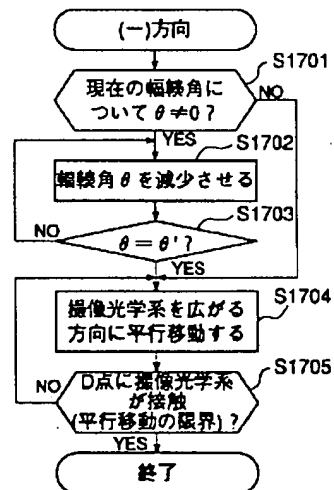 (一)方向
S1701
現在の輻輳角に
ついてθ≠0?
NO
YES
S1702
輻輳角θを減少させる
S1703
NO
θ=θ'?
YES
S1704
撮像光学系を広がる
方向に平行移動する
S1705
NO
D点に撮像光学系
が接触
(平行移動の限界)?
YES
終了